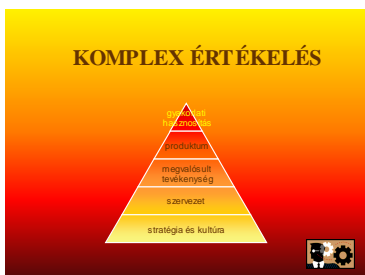 KOMPLEX ÉRTÉKELÉS
gyakorlati
hasznosítás
produktum
megvalósult
tevékenység
szervezet
stratégia és kultúra